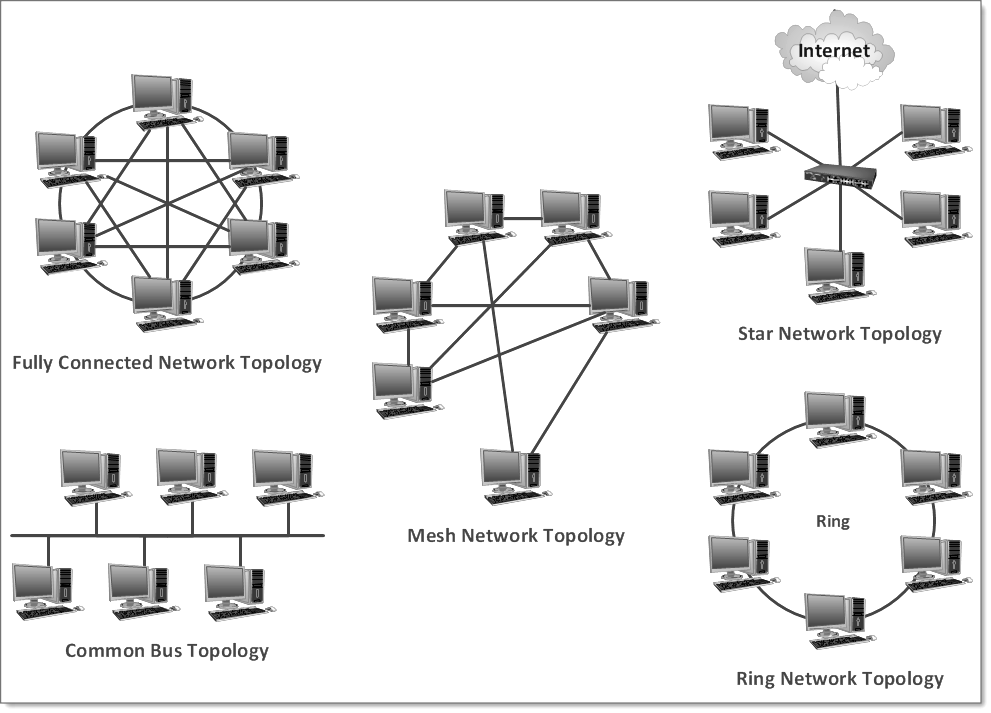 Internet
Fully Connected Network Topology
Star Network Topology
Mesh Network Topology
Ring
Common Bus Topology
Ring Network Topology